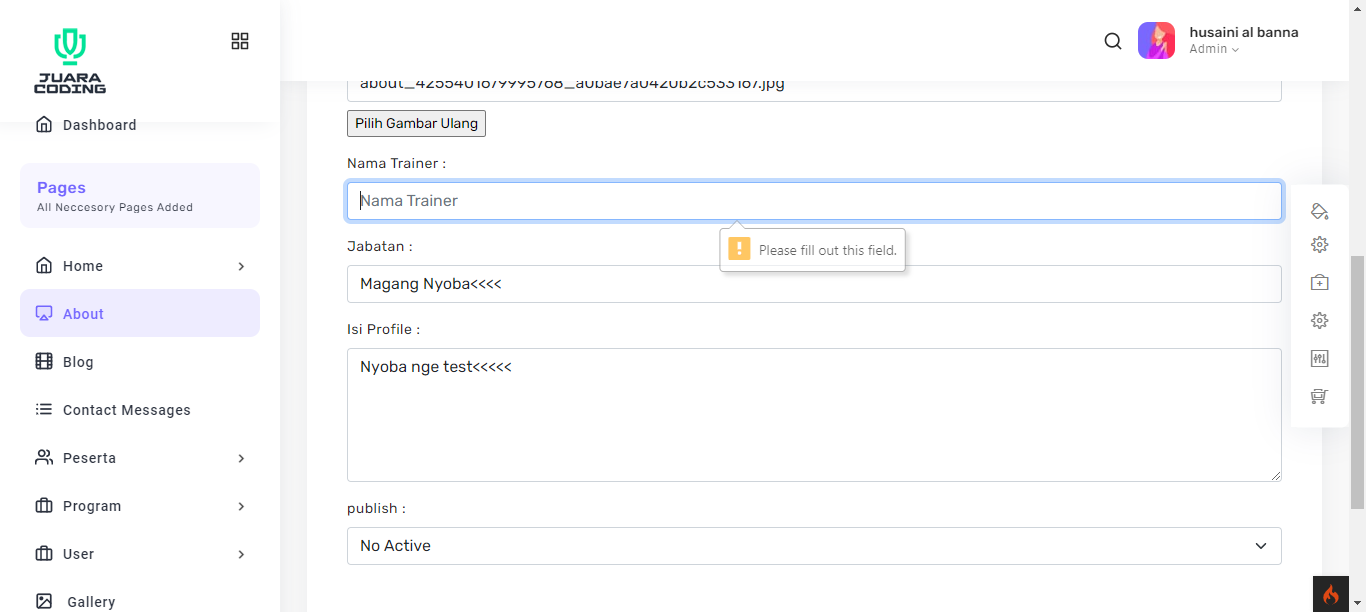 JUARA
CODING
husaini al banna
Admin
Dashboard
Pages
All Neccesory Pages Added
Home
About
Blog
Contact Messages
Peserta
Program
User
Gallery
about_4255401679995768_a0bae7a0420b2c533167.jpg
Pilih Gambar Ulang
Nama Trainer :
Nama Trainer
Please fill out this field.
Jabatan :
Magang Nyoba<<<<
Isi Profile :
Nyoba nge test<<<<<
publish :
No Active